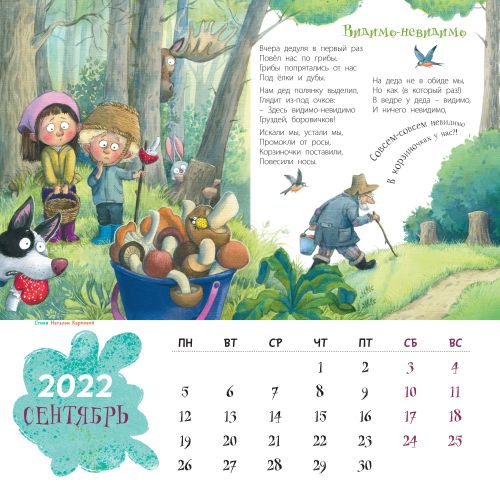 Видимо-невидимо
Вчера дедуля в первый раз
Повёл нас по грибы.
Грибы попрятались от нас
Под ёлки и дубы.
Нам дед полянку выделил,
Глядит из-под очков:
– Здесь видимо-невидимо
Груздей, боровичков!
Искали мы, устали мы,
Промокли от росы,
Корзиночки поставили,
Повесили носы.
На деда не в обиде мы,
Но как (в который раз!)
В ведре у деда – видимо,
И ничего невидимо,
Совсем-совсем невидимо
В корзиночках у нас?!
Стихи Наталии Карповой
2022
СЕНТЯБРЬ
ПН ВТ СР ЧТ ПТ СБ ВС
1 2 3 4
5 6 7 8 9 10 11
12 13 14 15 16 17 18
19 20 21 22 23 24 25
26 27 28 29 30